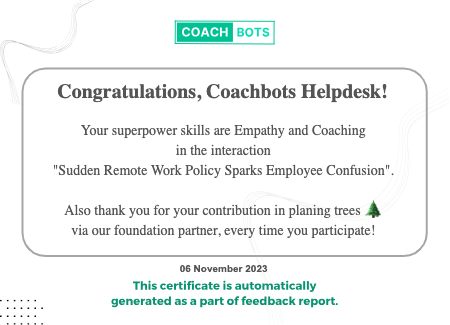 COACH BOTS
Congratulations, Coachbots Helpdesk!
Your superpower skills are Empathy and Coaching
in the interaction
"Sudden Remote Work Policy Sparks Employee Confusion".
Also thank you for your contribution in planing trees 🌲
via our foundation partner, every time you participate!
06 November 2023
This certificate is automatically
generated as a part of feedback report.